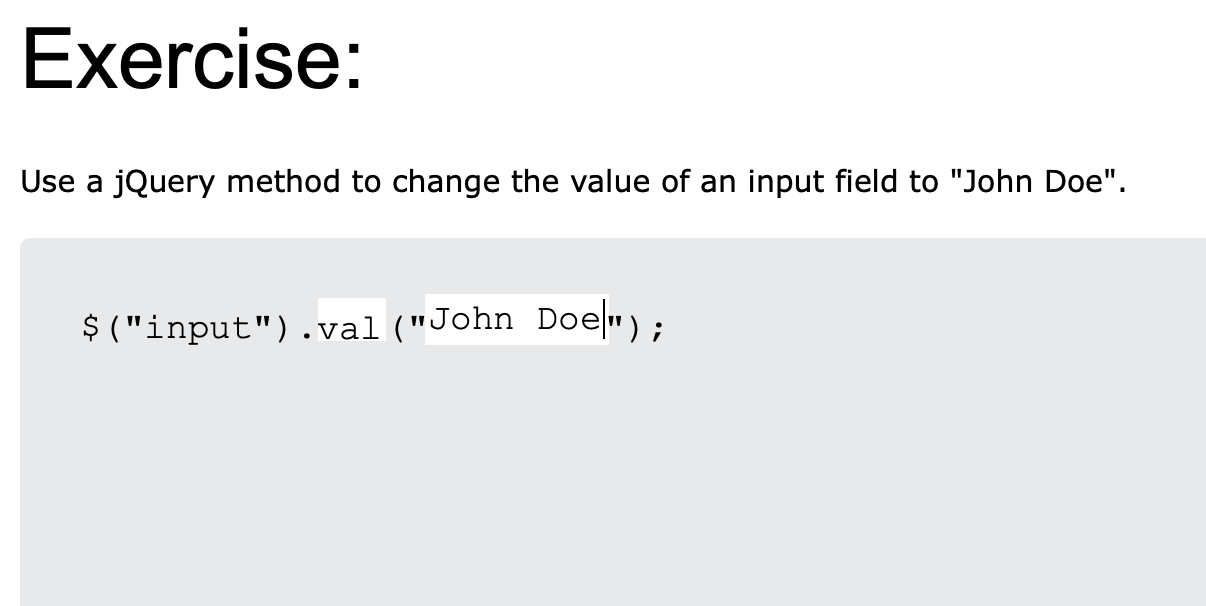 Exercise:
Use a jQuery method to change the value of an input field to "John Doe".
$("input").val("John Doe");